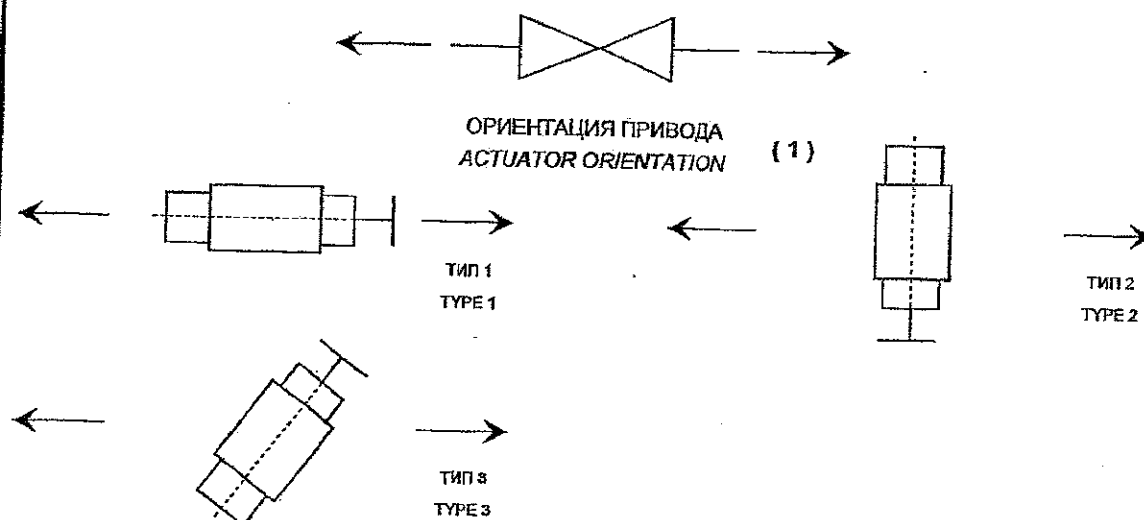 ОРИЕНТАЦИЯ ПРИВОДА
ACTUATOR ORIENTATION (1)
ТИП 1
TYPE 1
ТИП 2
TYPE 2
ТИП 3
TYPE 3